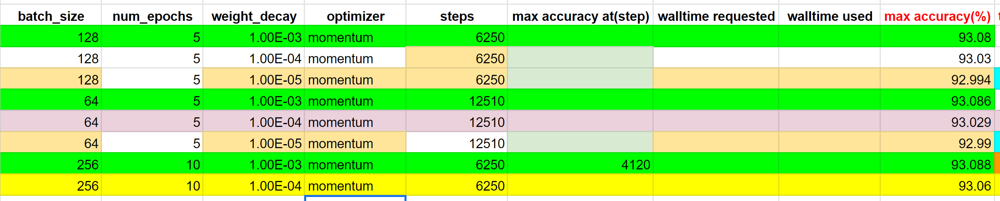 batch_size num_epochs weight_decay optimizer steps max accuracy at(step) walltime requested walltime used max accuracy(%)
128 5 1.00E-03 momentum 6250 93.08
128 5 1.00E-04 momentum 6250 93.03
128 5 1.00E-05 momentum 6250 92.994
64 5 1.00E-03 momentum 12510 93.086
64 5 1.00E-04 momentum 12510 93.029
64 5 1.00E-05 momentum 12510 92.99
256 10 1.00E-03 momentum 6250 4120 93.088
256 10 1.00E-04 momentum 6250 93.06